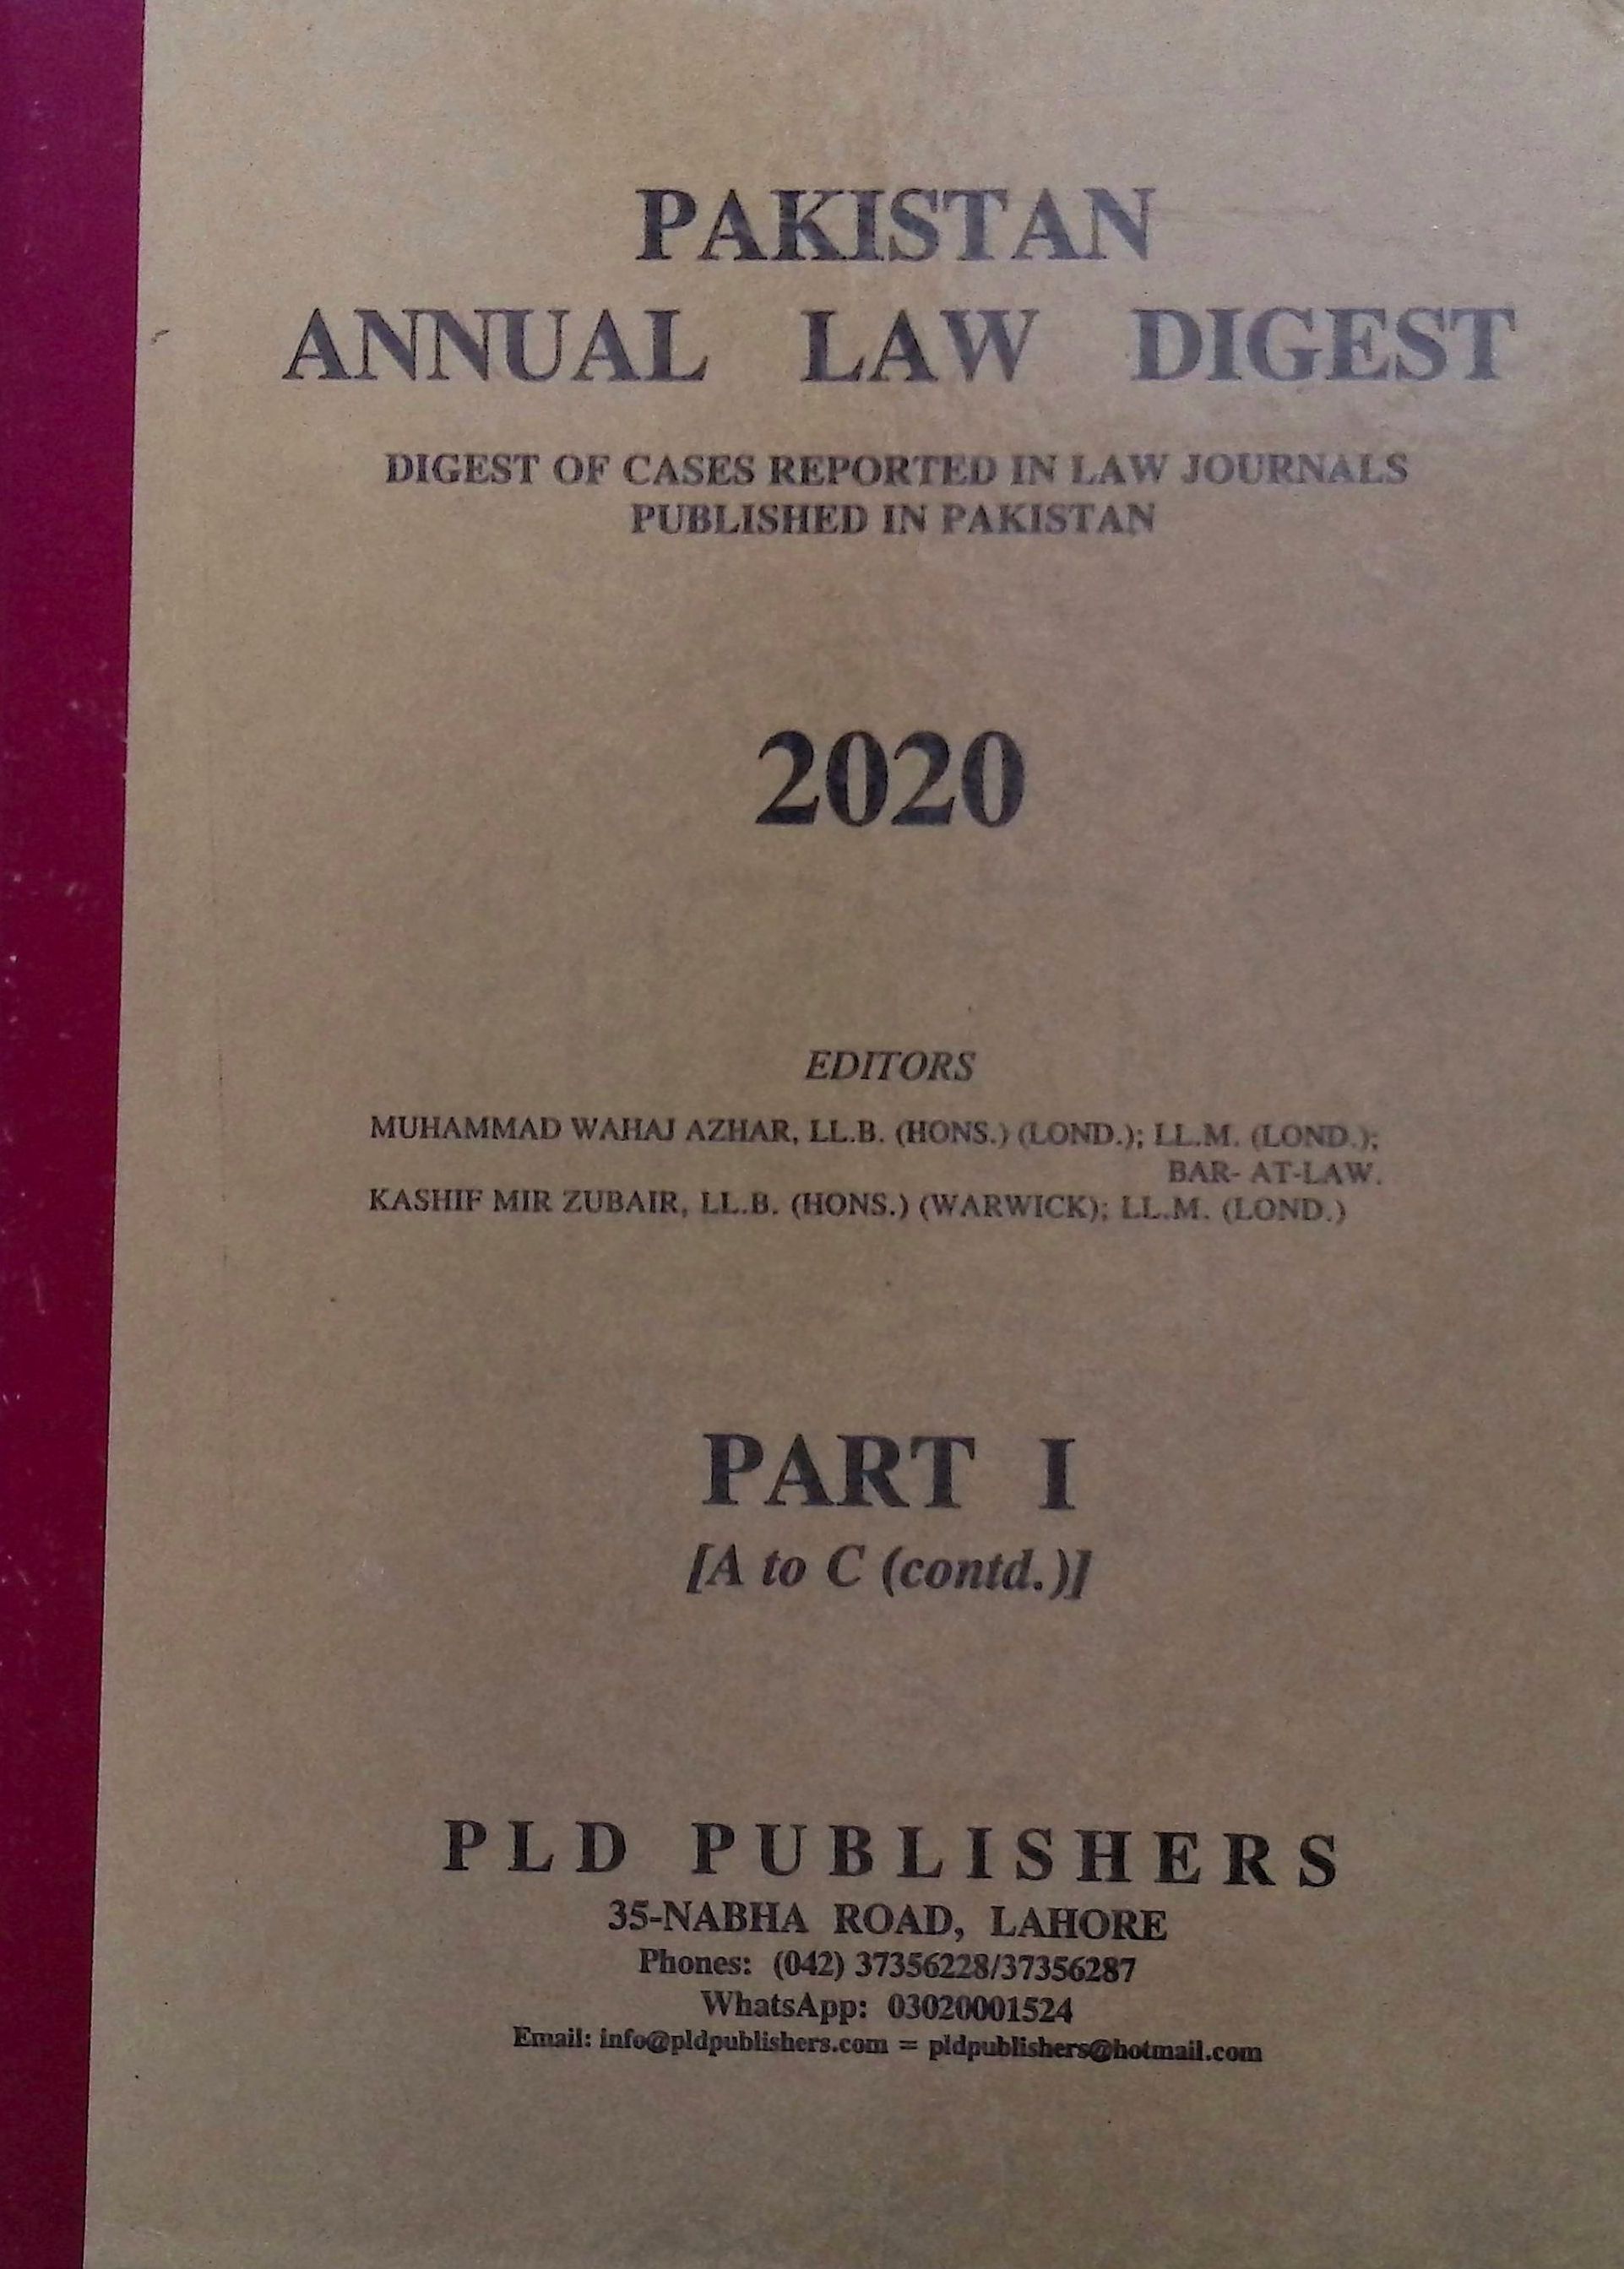 PAKISTAN
ANNUAL LAW DIGEST
DIGEST OF CASES REPORTED IN LAW JOURNALS
PUBLISHED IN PAKISTAN
2020
EDITORS
MUHAMMAD WAHAJ AZHAR, LL.B. (HONS.) (LOND.); LL.M. (LOND.);
BAR- AT-LAW.
KASHIF MIR ZUBAIR, LL.B. (HONS.) (WARWICK); LL.M. (LOND.)
PART I
[A to C (contd.)]
PLD PUBLISHERS
35-NABHA ROAD, LAHORE
Phones: (042) 37356228/37356287
WhatsApp: 03020001524
Email: info@pldpublishers.com = pldpublishers@hotmail.com